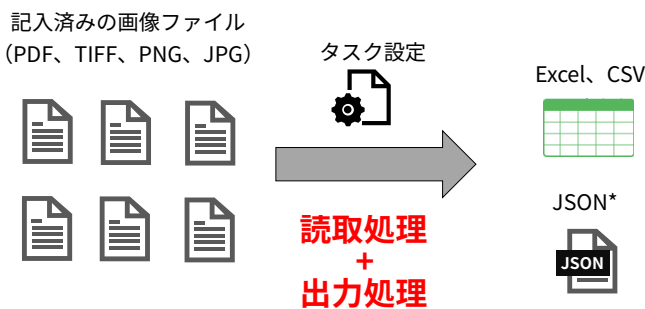 記入済みの画像ファイル
（PDF、TIFF、PNG、JPG）
タスク設定
読取処理
+
出力処理
Excel、CSV
JSON*
JSON